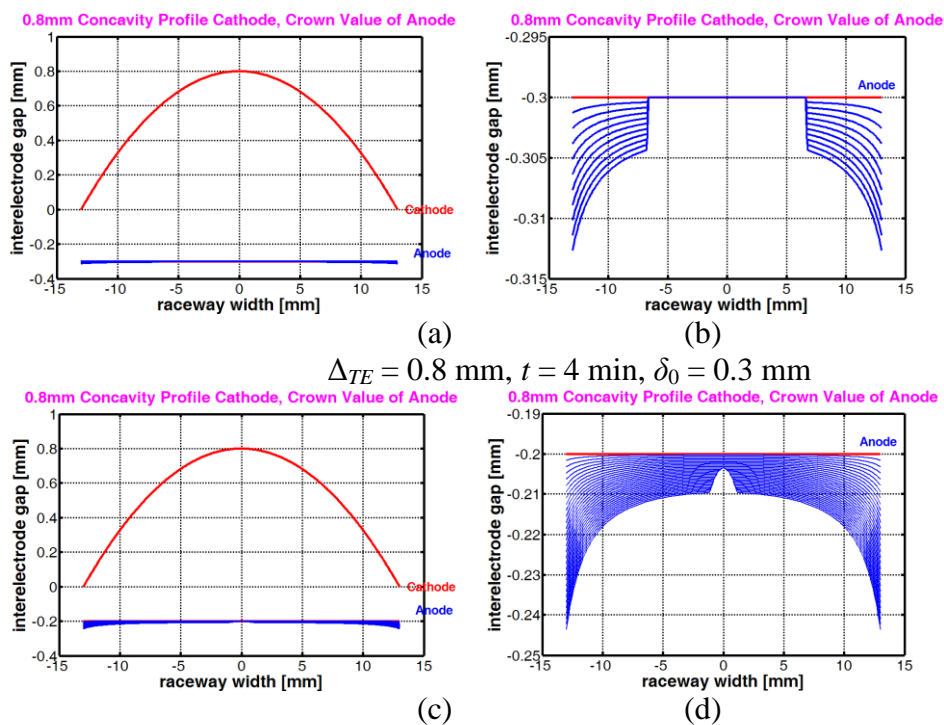 0.8mm Concavity Profile Cathode, Crown Value of Anode
interelectrode gap [mm]
1
0.8
0.6
0.4
0.2
0
-0.2
-0.4
Cathode
Anode
-15 -10 -5 0 5 10 15
raceway width [mm]
(a)
0.8mm Concavity Profile Cathode, Crown Value of Anode
interelectrode gap [mm]
-0.295
-0.3
-0.305
-0.31
-0.315
Anode
-15 -10 -5 0 5 10 15
raceway width [mm]
(b)
Δ_TE = 0.8 mm, t = 4 min, δ_0 = 0.3 mm
0.8mm Concavity Profile Cathode, Crown Value of Anode
interelectrode gap [mm]
1
0.8
0.6
0.4
0.2
0
-0.2
-0.4
Cathode
Anode
-15 -10 -5 0 5 10 15
raceway width [mm]
(c)
0.8mm Concavity Profile Cathode, Crown Value of Anode
interelectrode gap [mm]
-0.19
-0.2
-0.21
-0.22
-0.23
-0.24
-0.25
Anode
-15 -10 -5 0 5 10 15
raceway width [mm]
(d)